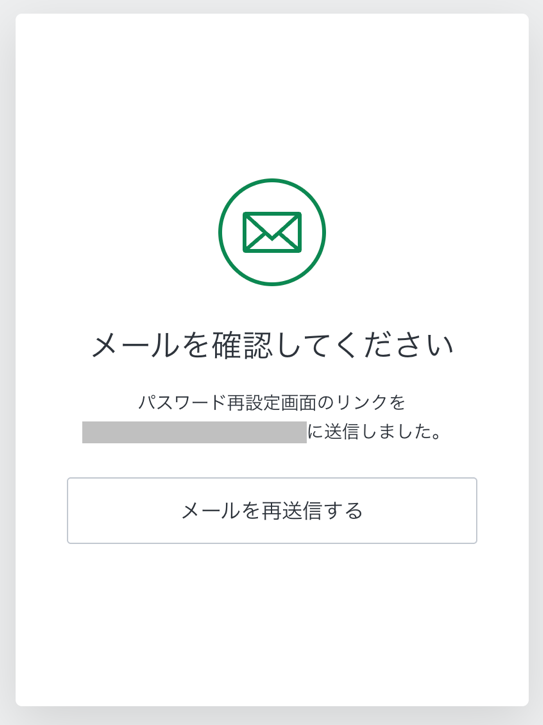 メールを確認してください
パスワード再設定画面のリンクを
に送信しました。
メールを再送信する